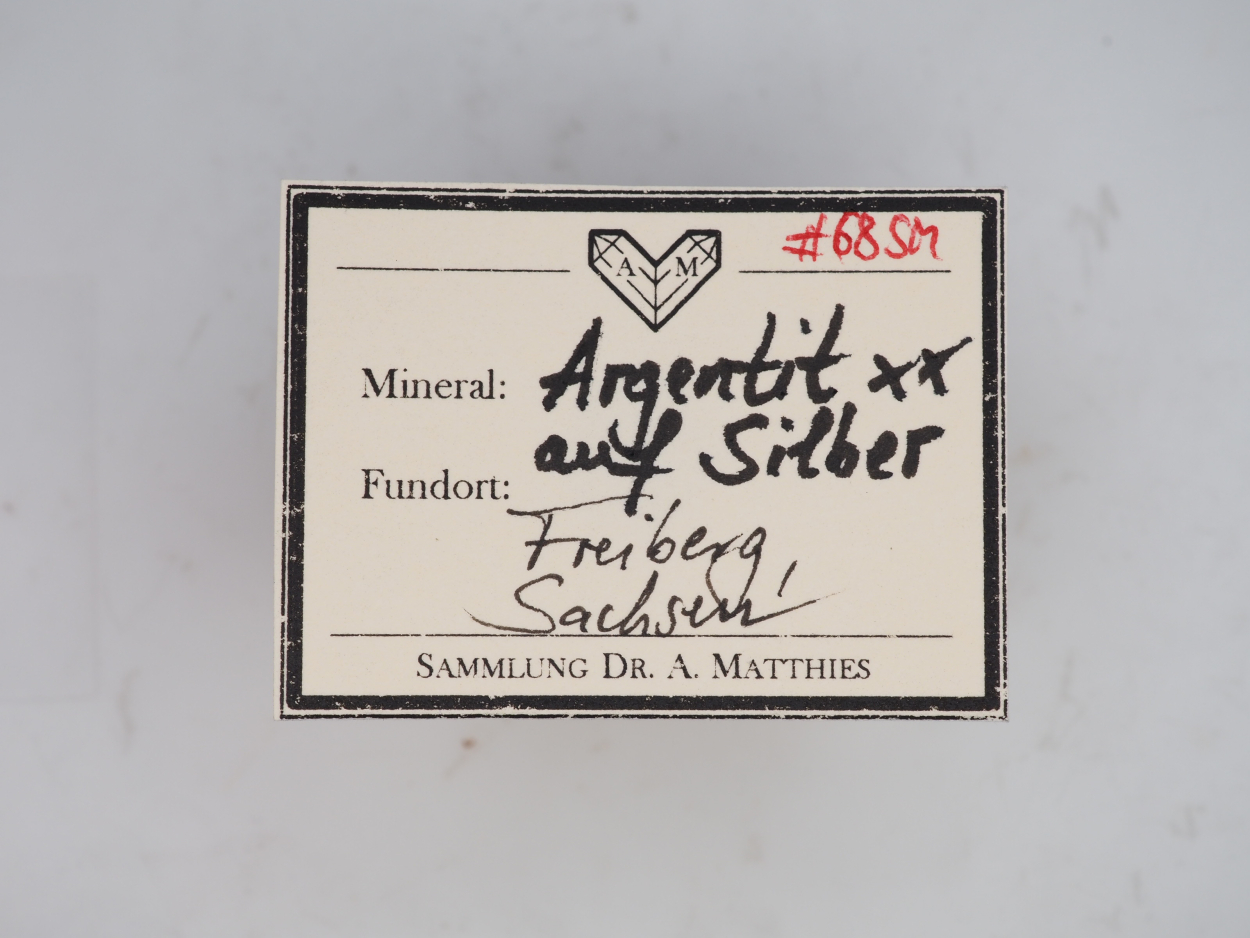 #68SM
A M
Mineral: Argentit xx
auf Silber
Fundort:
Freiberg,
Sachsen
SAMMLUNG DR. A. MATTHIES